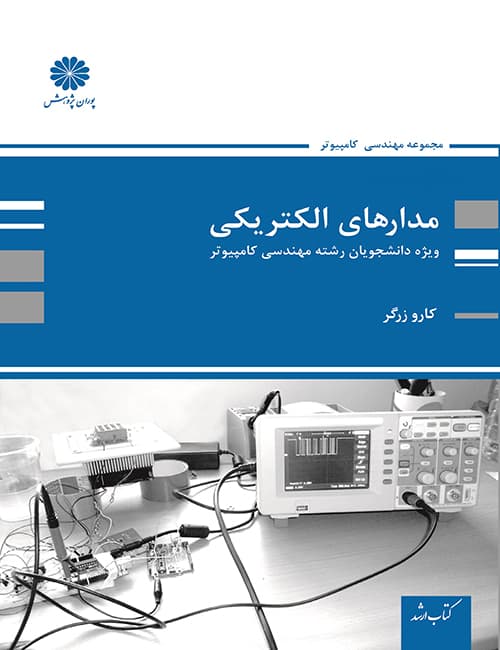 پوران پژوهش
مجموعه مهندسی کامپیوتر
مدارهای الکتریکی
ویژه دانشجویان رشته مهندسی کامپیوتر
کارو زرگر
کتاب ارشد